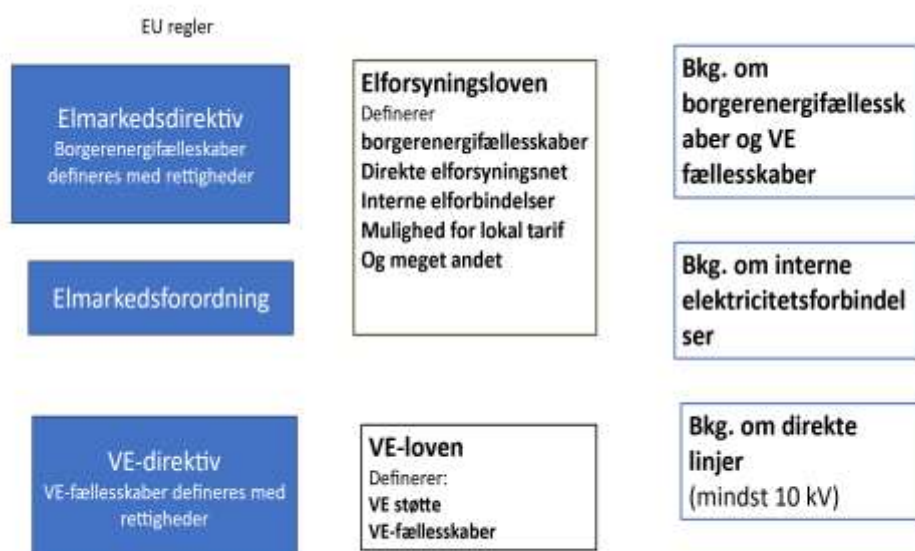 EU regler
Elmarkedsdirektiv
Borgerenergifælleskaber
defineres med rettigheder
Elmarkedsforordning
VE-direktiv
VE-fællesskaber defineres med
rettigheder
Elforsyningsloven
Definerer
borgerenergifællesskaber
Direkte elforsyningsnet
Interne elforbindelser
Mulighed for lokal tarif
Og meget andet
VE-loven
Definerer:
VE støtte
VE-fællesskaber
Bkg. om
borgerenergifællessk
aber og VE
fællesskaber
Bkg. om interne
elektricitetsforbindel
ser
Bkg. om direkte
linjer
(mindst 10 kV)